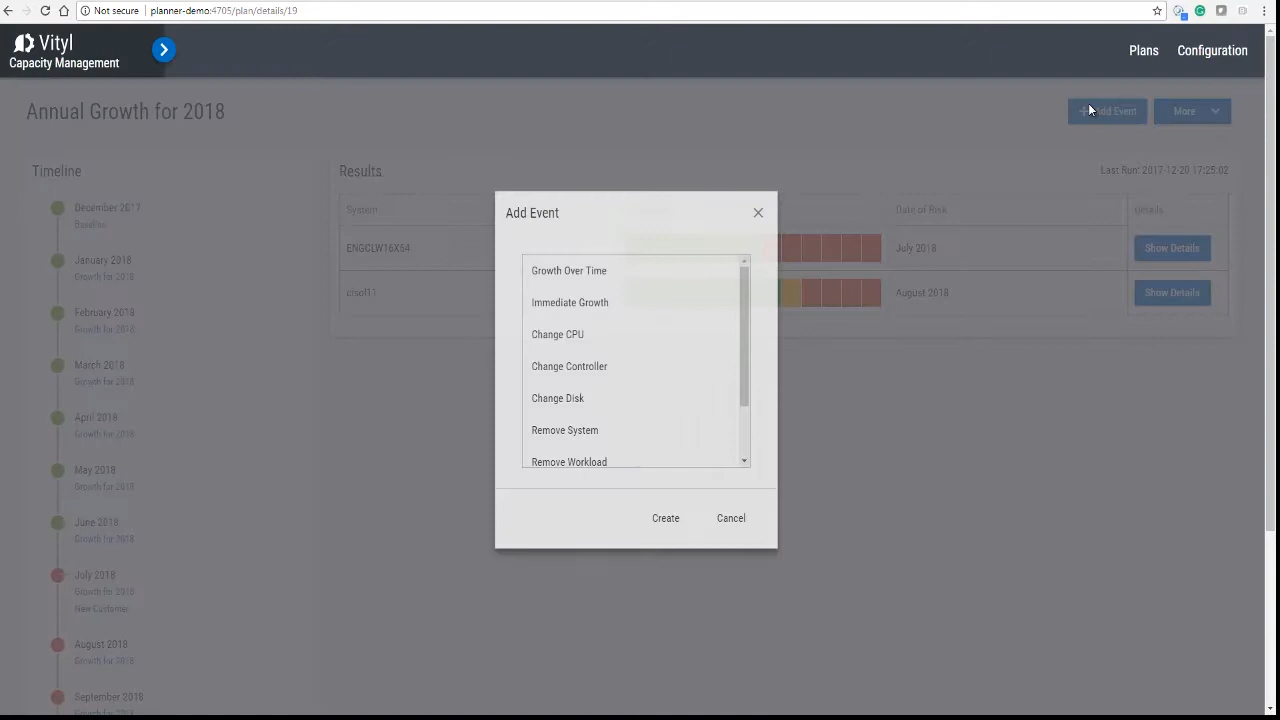 Not secure
planner-demo:4705/plan/details/19
Vityl
Capacity Management
Plans
Configuration
Annual Growth for 2018
Add Event
More
Timeline
December 2017
Baseline
January 2018
Growth for 2018
February 2018
Growth for 2018
March 2018
Growth for 2018
April 2018
Growth for 2018
May 2018
Growth for 2018
June 2018
Growth for 2018
July 2018
Growth for 2018
New Customer
August 2018
Growth for 2018
September 2018
Growth for 2018
Results
Last Run: 2017-12-20 17:25:02
System
Date of Risk
Details
ENGCLW16X64
July 2018
Show Details
ctsol11
August 2018
Show Details
Add Event
Growth Over Time
Immediate Growth
Change CPU
Change Controller
Change Disk
Remove System
Remove Workload
Create
Cancel